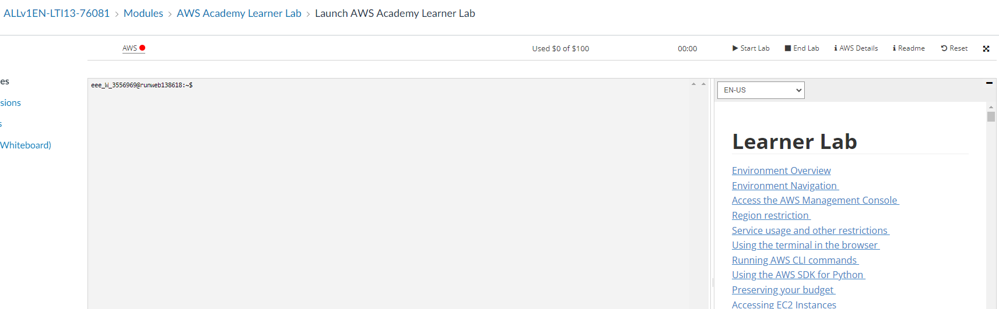 ALLv1EN-LTI13-76081 › Modules › AWS Academy Learner Lab › Launch AWS Academy Learner Lab
AWS Used $0 of $100 00:00 Start Lab End Lab AWS Details Readme Reset
es
sions
s
Whiteboard)
eee_W_3556969@runweb138618:~$
EN-US
Learner Lab
Environment Overview
Environment Navigation
Access the AWS Management Console
Region restriction
Service usage and other restrictions
Using the terminal in the browser
Running AWS CLI commands
Using the AWS SDK for Python
Preserving your budget
Accessing EC2 Instances